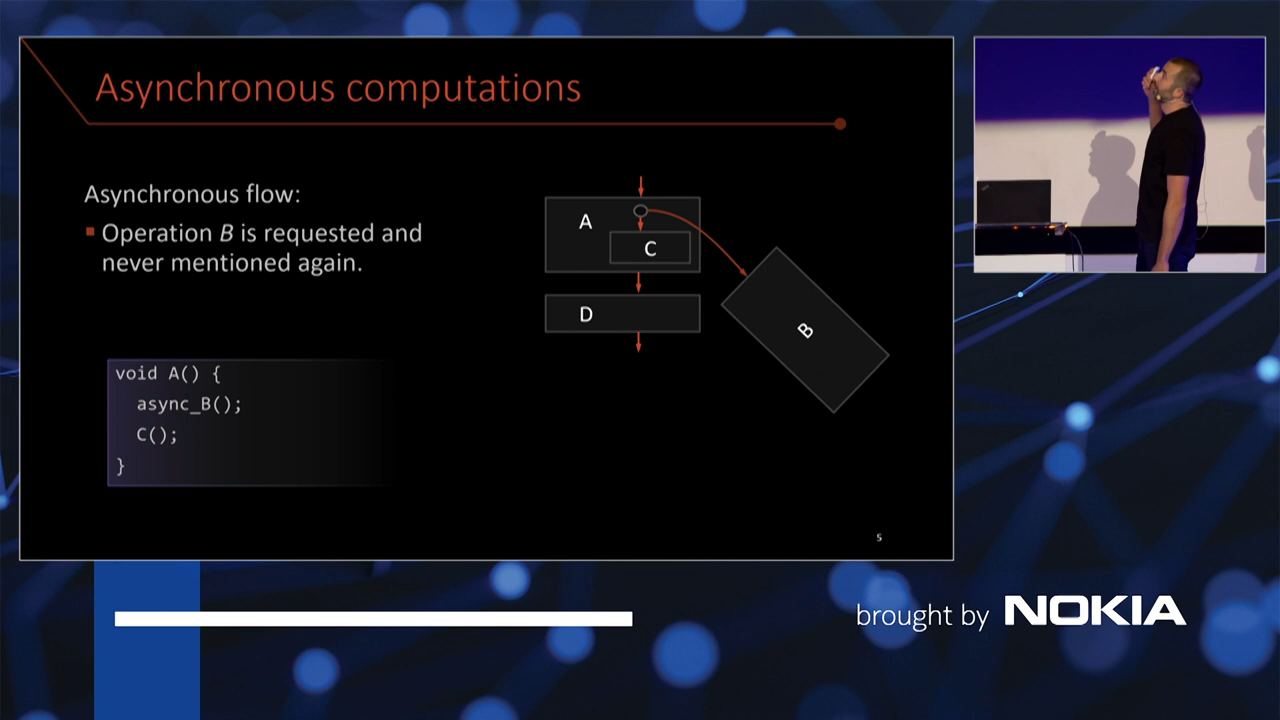 Asynchronous computations
Asynchronous flow:
▪ Operation B is requested and
never mentioned again.
void A() {
async_B();
C();
}
A
C
D
B
5
brought by NOKIA